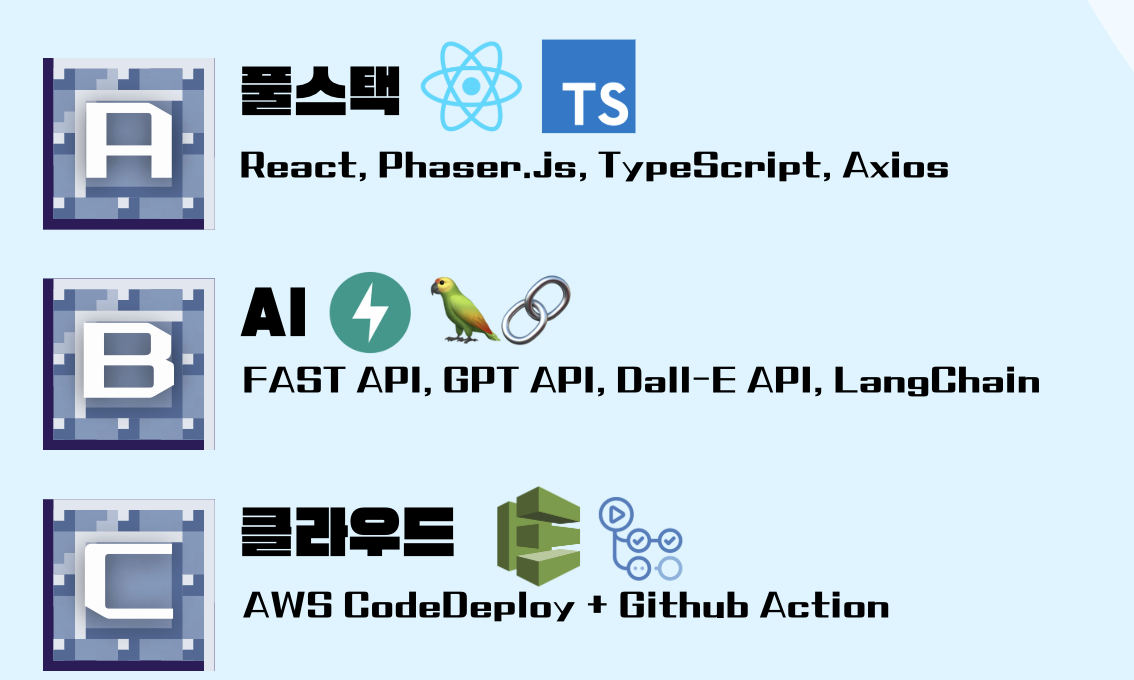 A
풀스택
TS
React, Phaser.js, TypeScript, Axios
B
AI
FAST API, GPT API, Dall-E API, LangChain
C
클라우드
AWS CodeDeploy + Github Action